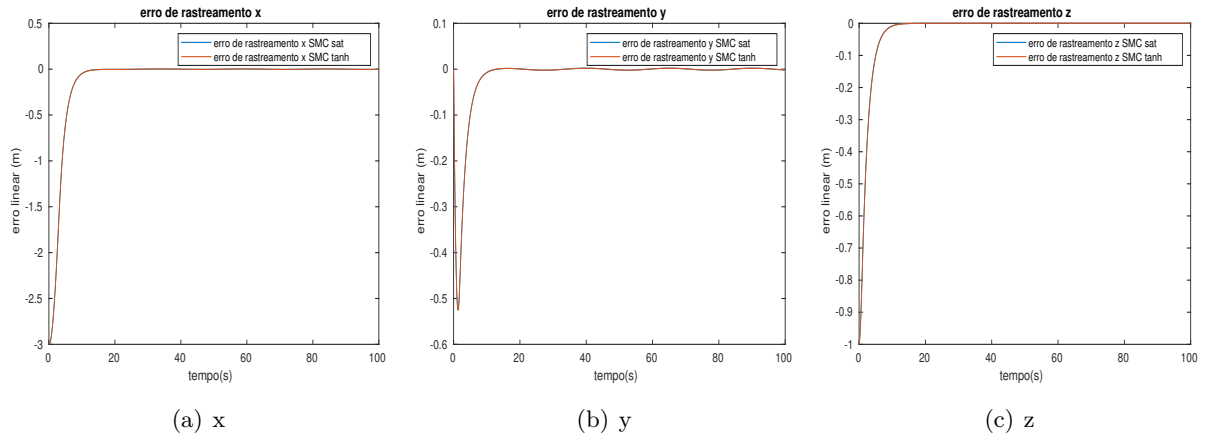 erro de rastreamento x
erro linear (m)
0.5
0
-0.5
-1
-1.5
-2
-2.5
-3
erro de rastreamento x SMC sat
erro de rastreamento x SMC tanh
0 20 40 60 80 100
tempo(s)
(a) x
erro de rastreamento y
erro linear (m)
0.1
0
-0.1
-0.2
-0.3
-0.4
-0.5
-0.6
erro de rastreamento y SMC sat
erro de rastreamento y SMC tanh
0 20 40 60 80 100
tempo(s)
(b) y
erro de rastreamento z
erro linear (m)
0
-0.1
-0.2
-0.3
-0.4
-0.5
-0.6
-0.7
-0.8
-0.9
-1
erro de rastreamento z SMC sat
erro de rastreamento z SMC tanh
0 20 40 60 80 100
tempo(s)
(c) z